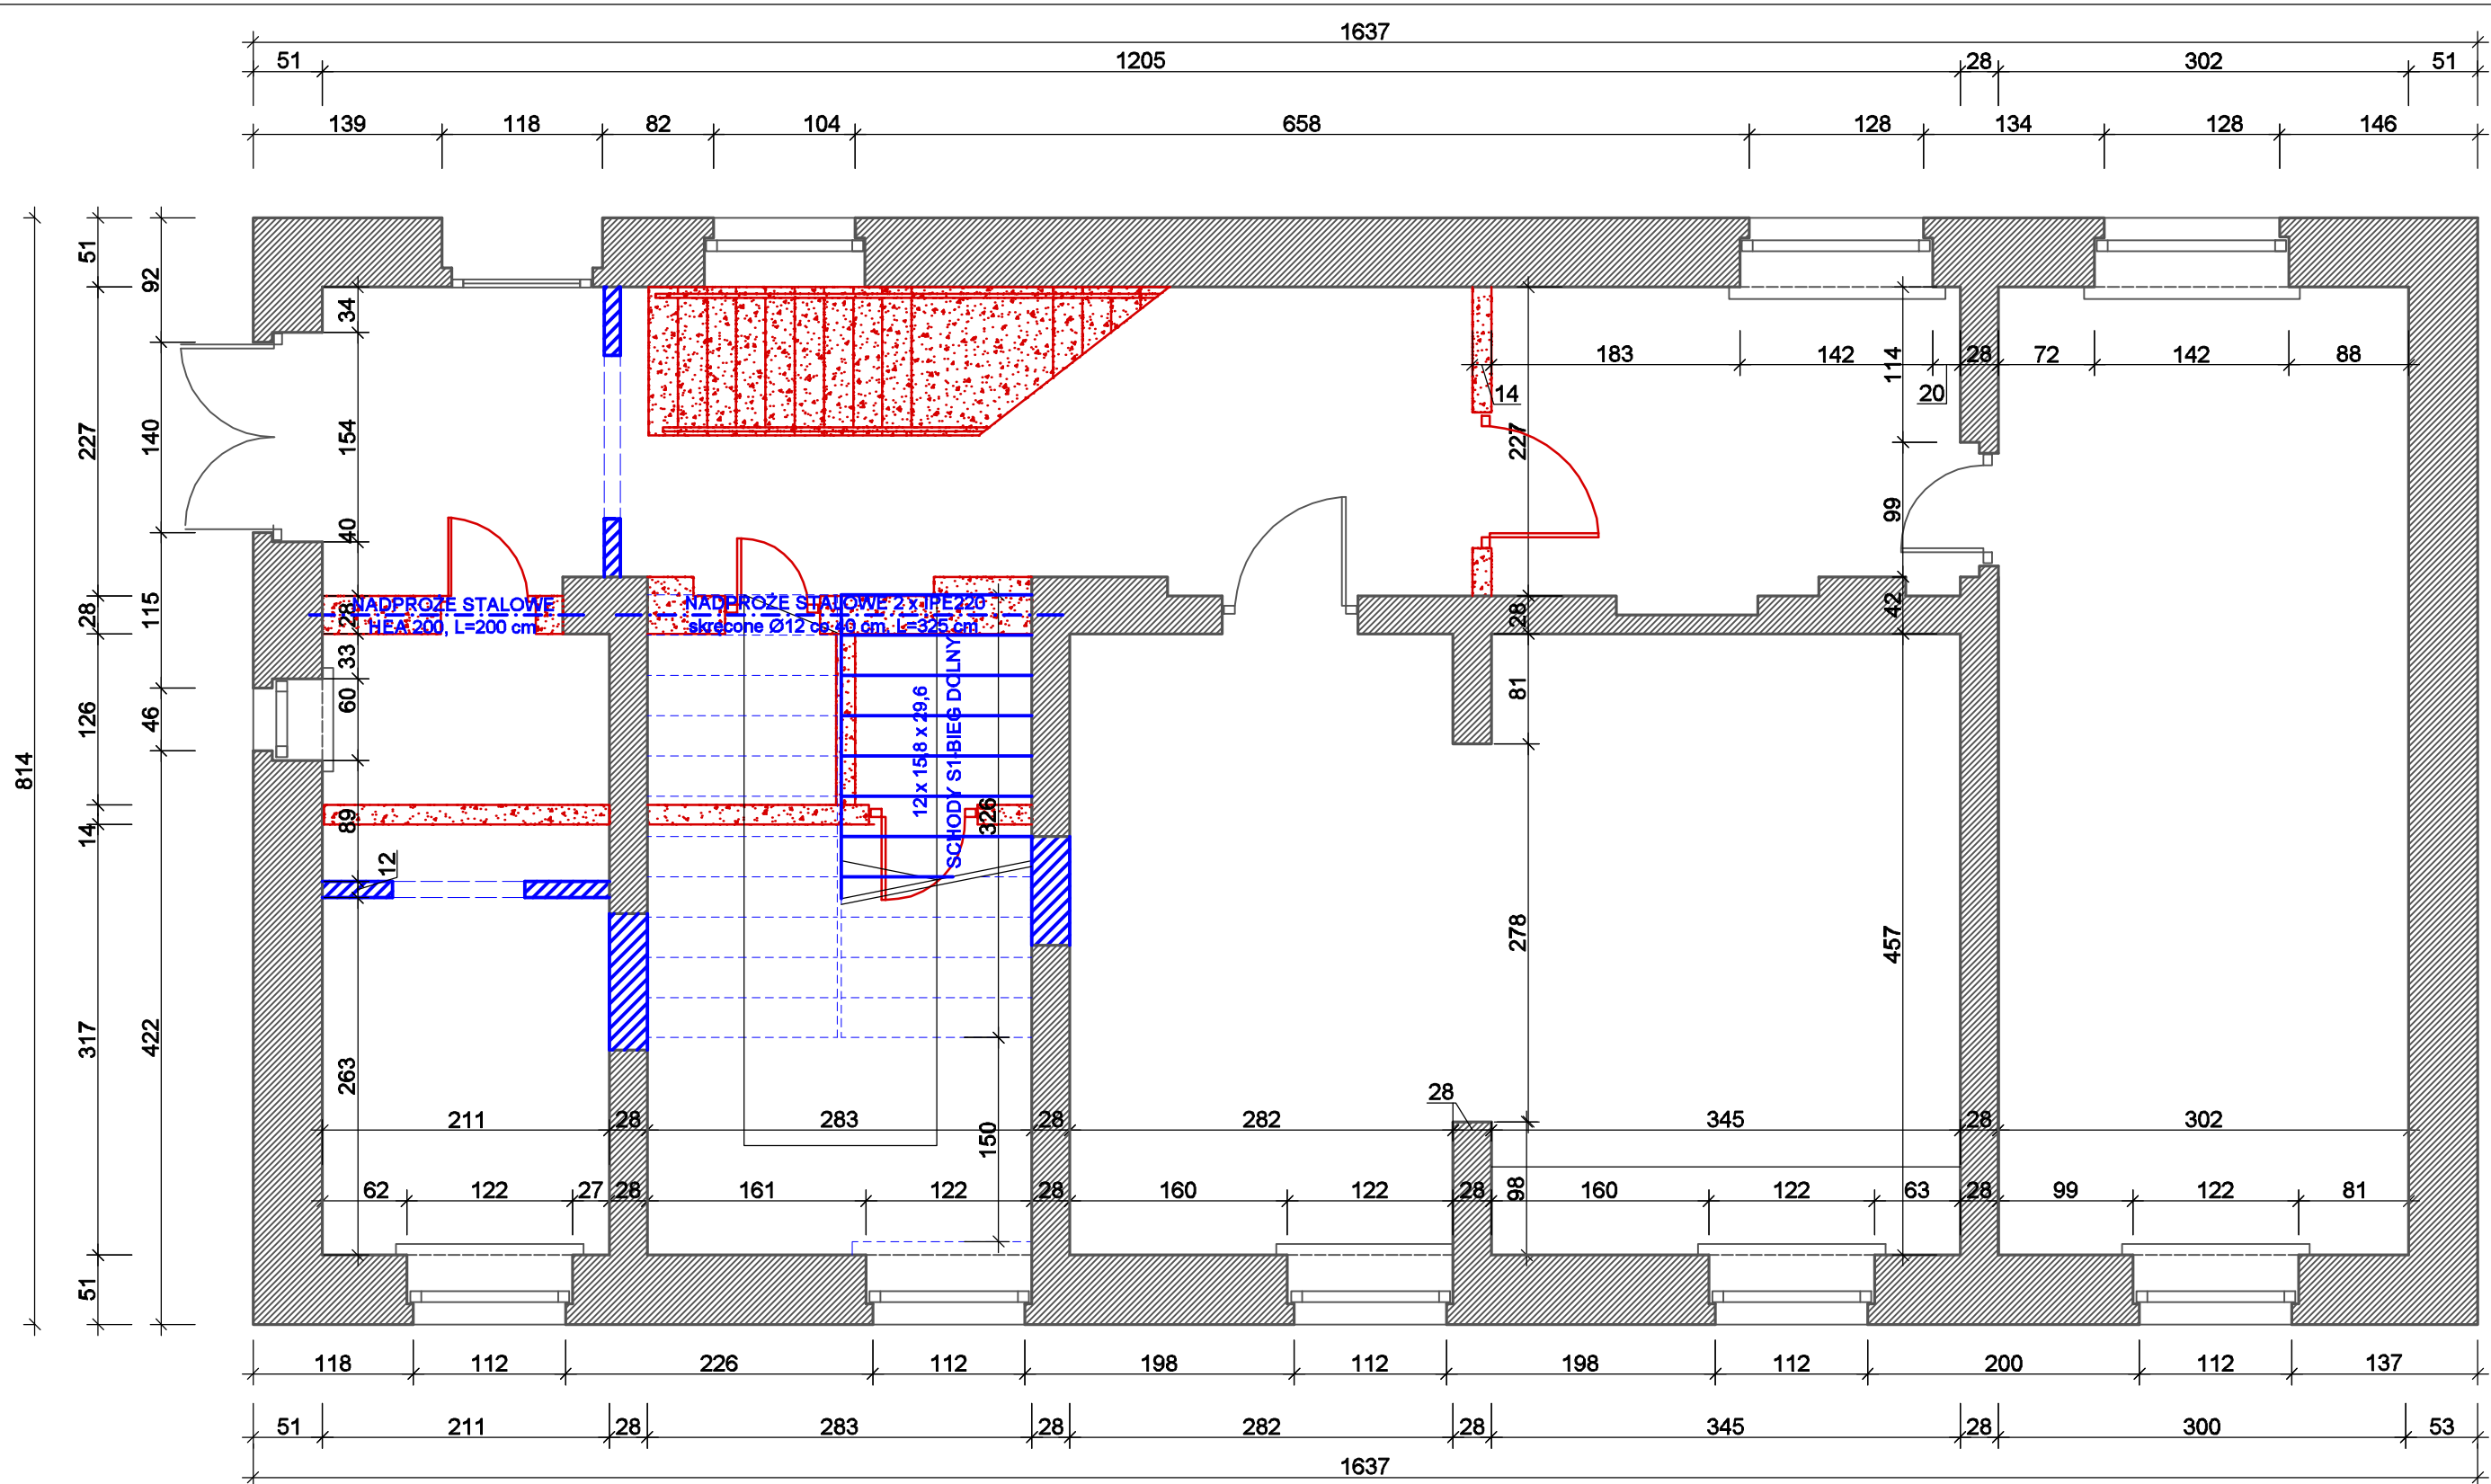 1637
51 1205 28 302 51
139 118 82 104 658 128 134 128 146
814
51 227 28 126 14 317 51
92 140 115 46 422
34 154 40 28 33 60 89 12 263
183 142 28 72 142 88
14 20
227 28 81 278 98
114 99 42 457
NADPROŻE STALOWE
HEA 200, L=200 cm
NADPROŻE STALOWE 2 x IPE220
skręcone Ø12 co 40 cm, L=325 cm
12 x 15,8 x 29,6
SCHODY S1-BIEG DOLNY
326
150
28
211 28 283 28 282 345 28 302
62 122 27 28 161 122 28 160 122 28 160 122 63 28 99 122 81
118 112 226 112 198 112 198 112 200 112 137
51 211 28 283 28 282 28 345 28 300 53
1637